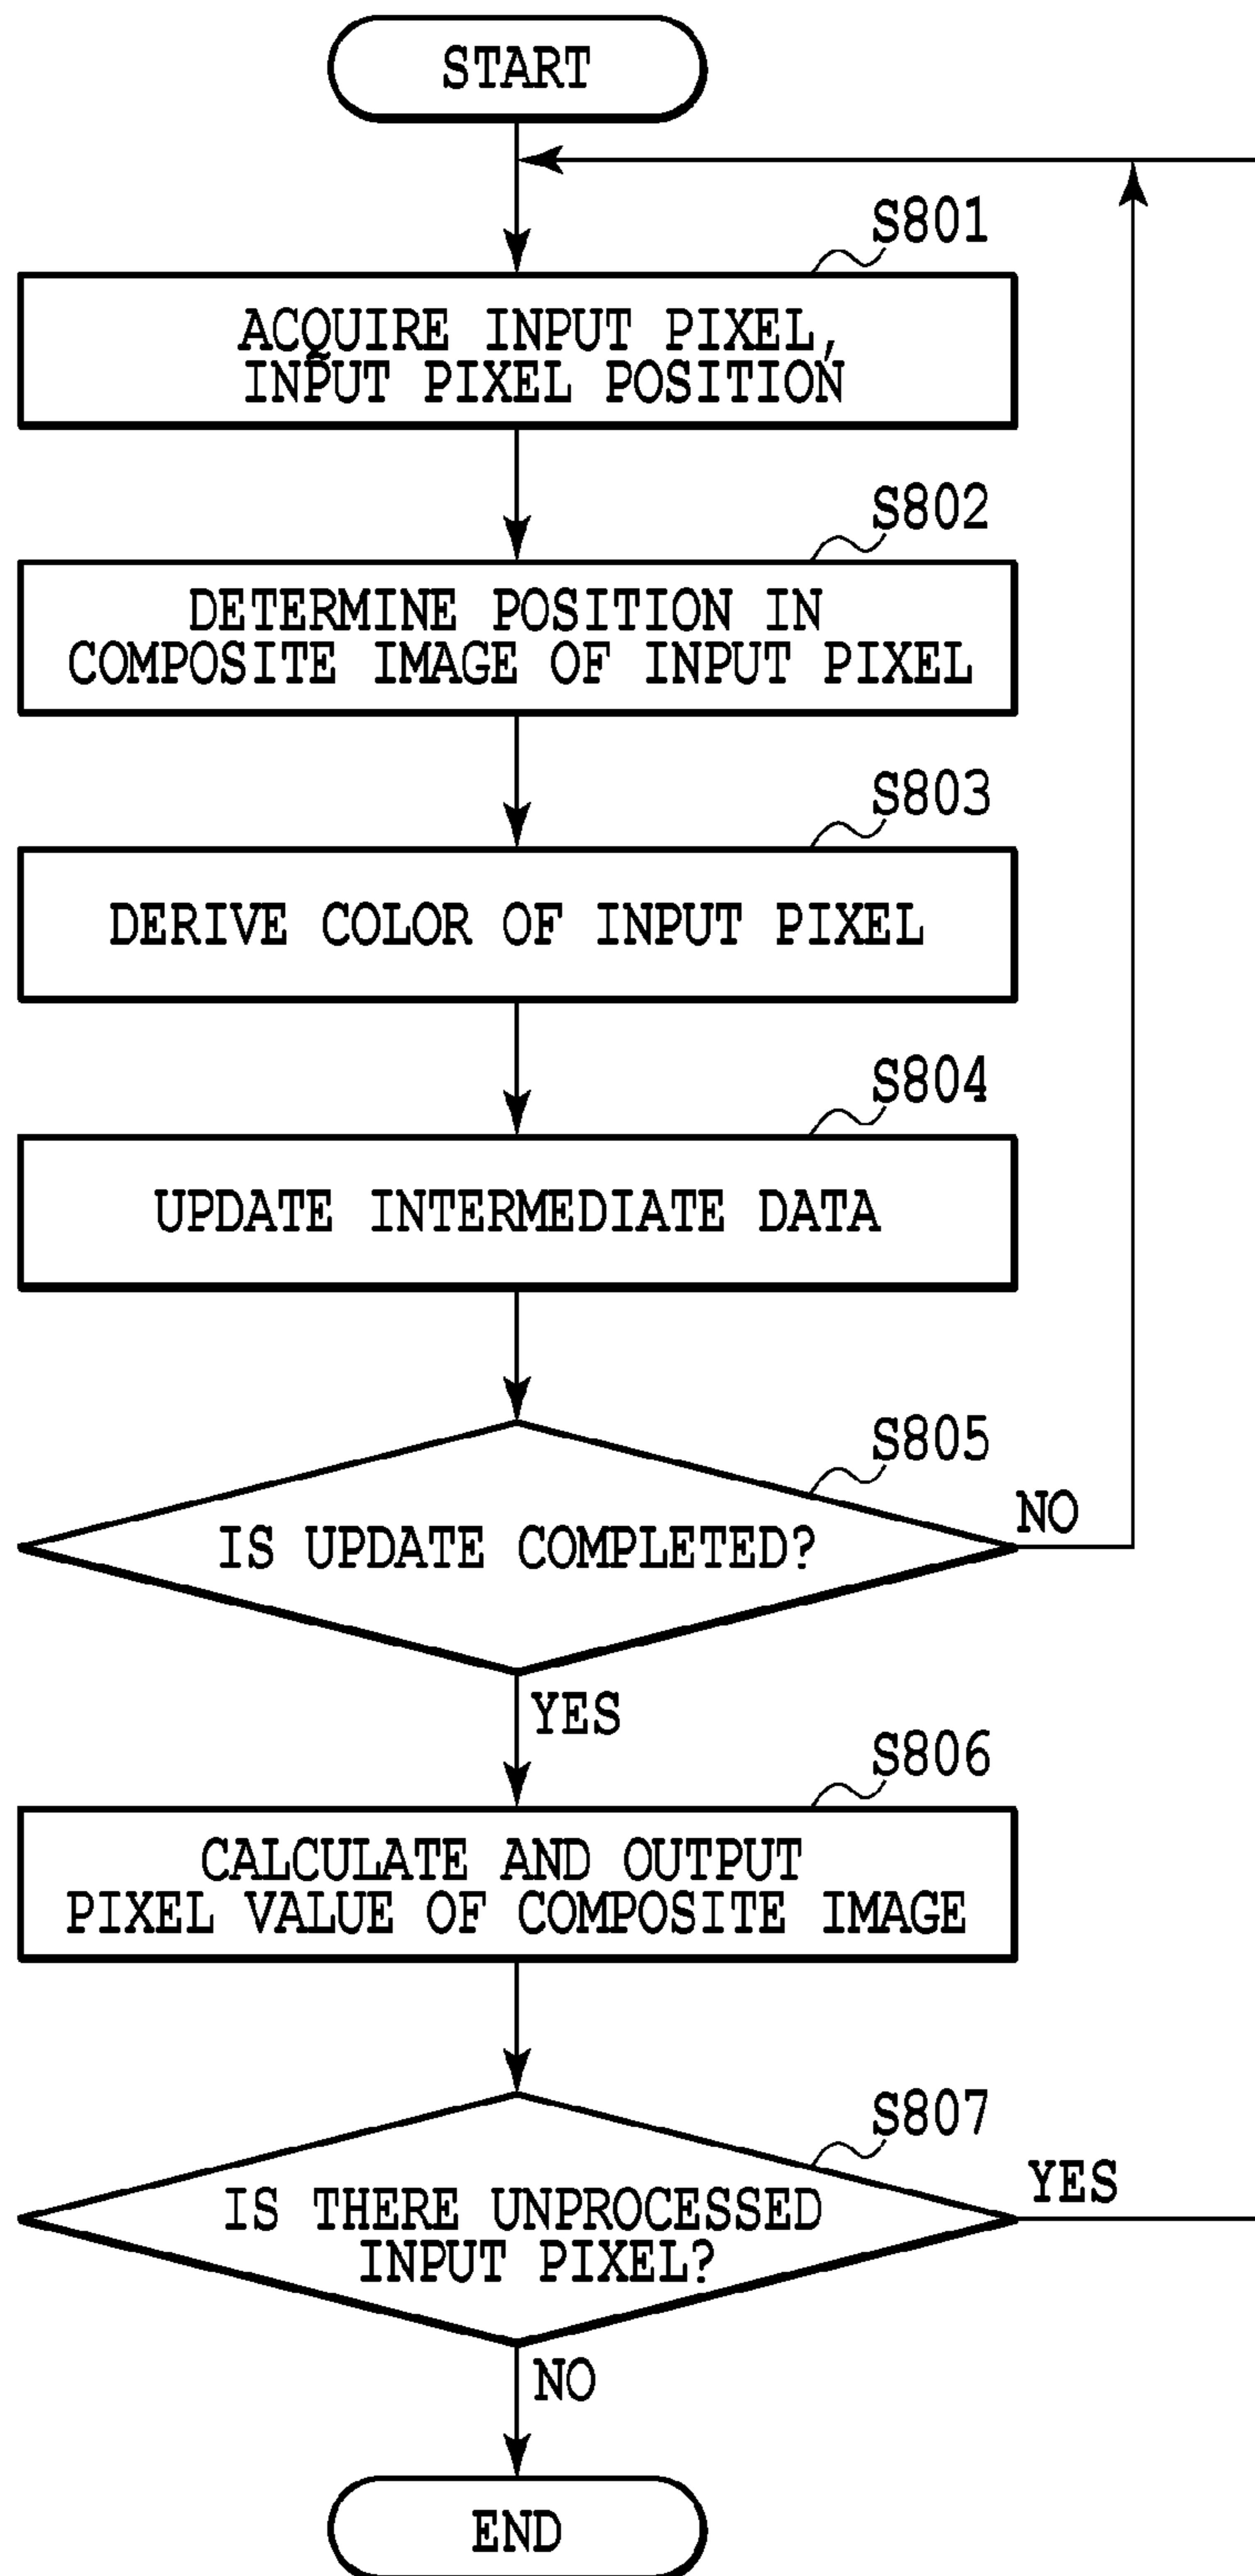 START
S801
ACQUIRE INPUT PIXEL,
INPUT PIXEL POSITION
S802
DETERMINE POSITION IN
COMPOSITE IMAGE OF INPUT PIXEL
S803
DERIVE COLOR OF INPUT PIXEL
S804
UPDATE INTERMEDIATE DATA
S805
NO
IS UPDATE COMPLETED?
YES
S806
CALCULATE AND OUTPUT
PIXEL VALUE OF COMPOSITE IMAGE
S807
YES
IS THERE UNPROCESSED
INPUT PIXEL?
NO
END